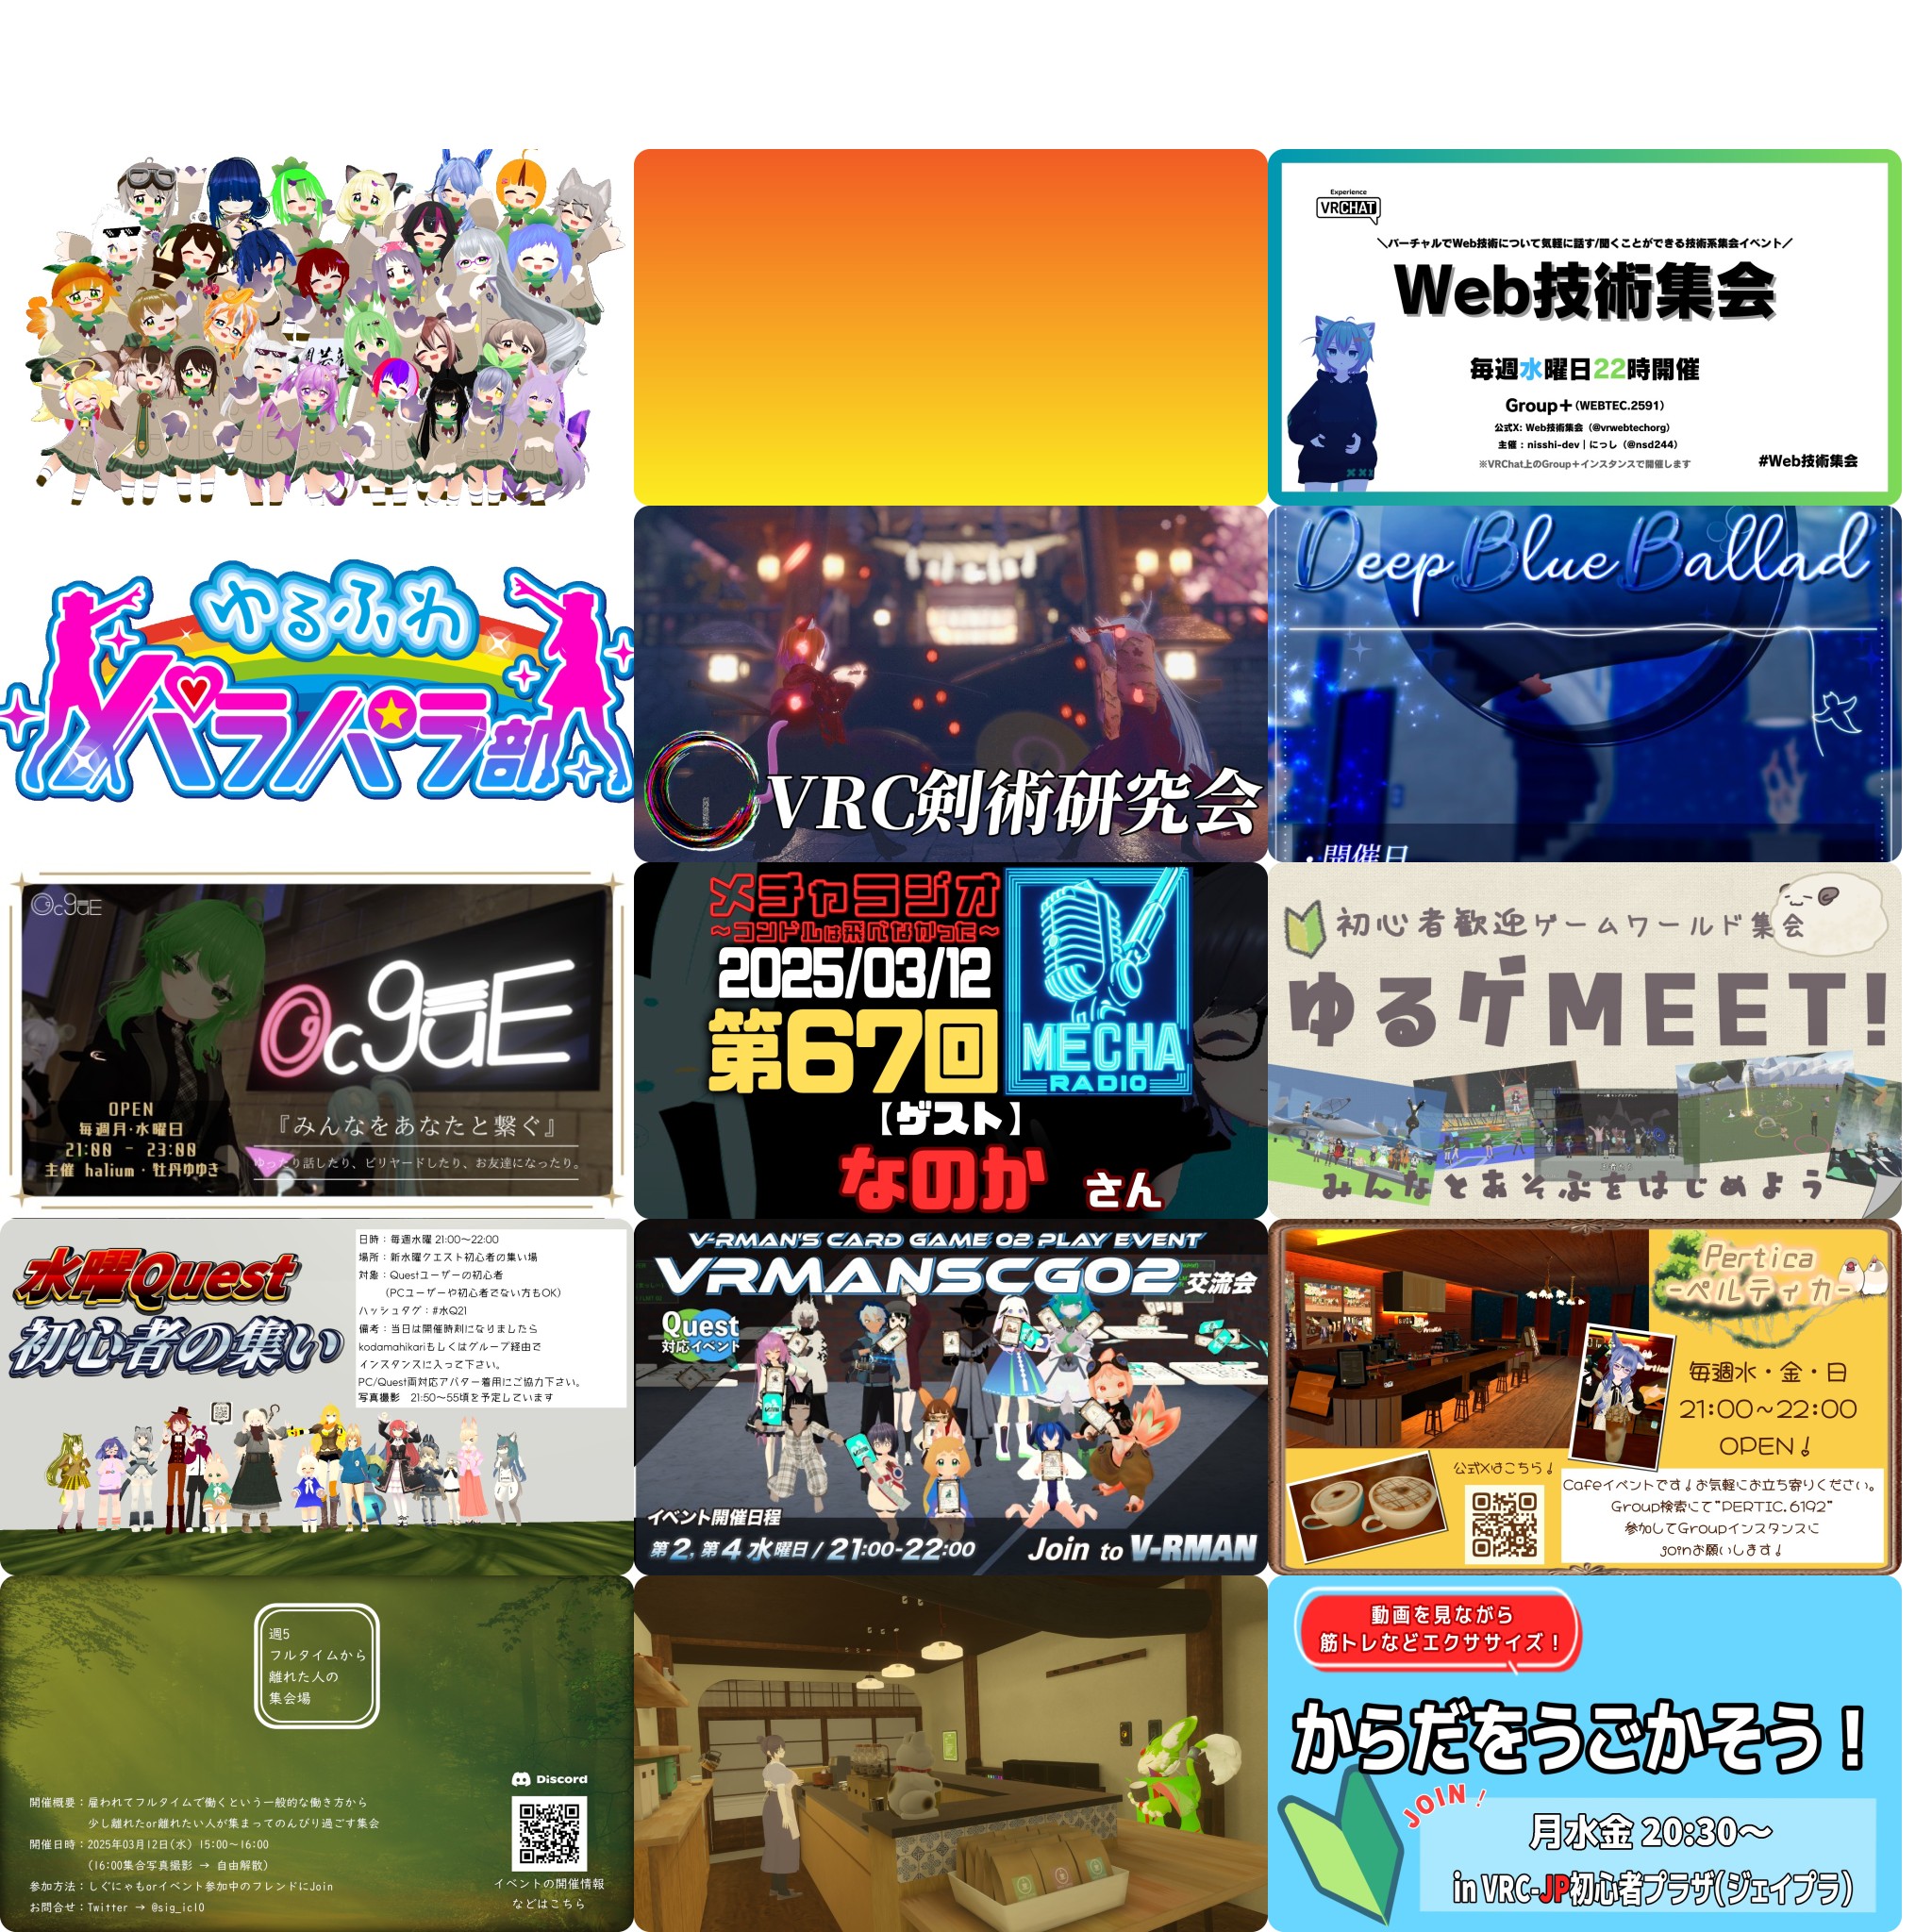 Experience
VRCHAT
＼バーチャルでWeb技術について気軽に話す/聞くことができる技術系集会イベント／
Web技術集会
毎週水曜日22時開催
Group＋(WEBTEC.2591)
公式X: Web技術集会（@vrwebtechorg）
主催：nisshi-dev｜にっし（@nsd244）
※VRChat上のGroup＋インスタンスで開催します
#Web技術集会
ゆるふわ
パラパラ部
VRC剣術研究会
Deep Blue Ballad
・開催日
OcguE
OcguE
OPEN
毎週月・水曜日
21:00 - 23:00
主催 halium・牡丹ゆゆき
『みんなをあなたと繋ぐ』
ゆったり話したり、ビリヤードしたり、お友達になったり。
メチャラジオ
～コンドルは飛べなかった～
2025/03/12
第67回
MECHA
RADIO
【ゲスト】
なのか さん
初心者歓迎ゲームワールド集会
ゆるゲMEET!
みんなとあそぶをはじめよう
水曜Quest
初心者の集い
日時：毎週水曜 21:00～22:00
場所：新水曜クエスト初心者の集い場
対象：Questユーザーの初心者
（PCユーザーや初心者でない方もOK）
ハッシュタグ：#水Q21
備考：当日は開催時刻になりましたら
kodamahikariもしくはグループ経由で
インスタンスに入って下さい。
PC/Quest両対応アバター着用にご協力下さい。
写真撮影　21:50～55頃を予定しています
V-RMAN'S CARD GAME 02 PLAY EVENT
VRMANSCG02交流会
Quest
対応イベント
イベント開催日程
第2,第4水曜日 / 21:00-22:00
Join to V-RMAN
Pertica
-ペルティカ-
毎週水・金・日
21:00~22:00
OPEN！
公式Xはこちら！
Cafeイベントです！お気軽にお立ち寄りください。
Group検索にて"PERTIC.6192"
参加してGroupインスタンスに
joinお願いします！
週5
フルタイムから
離れた人の
集会場
開催概要：雇われてフルタイムで働くという一般的な働き方から
少し離れたor離れたい人が集まってのんびり過ごす集会
開催日時：2025年03月12日(水) 15:00～16:00
(16:00集合写真撮影 → 自由解散)
参加方法：しぐにゃもorイベント参加中のフレンドにJoin
お問合せ：Twitter → @sig_icl0
Discord
イベントの開催情報
などはこちら
動画を見ながら
筋トレなどエクササイズ！
からだをうごかそう！
JOIN！
月水金 20:30～
in VRC-JP初心者プラザ(ジェイプラ)